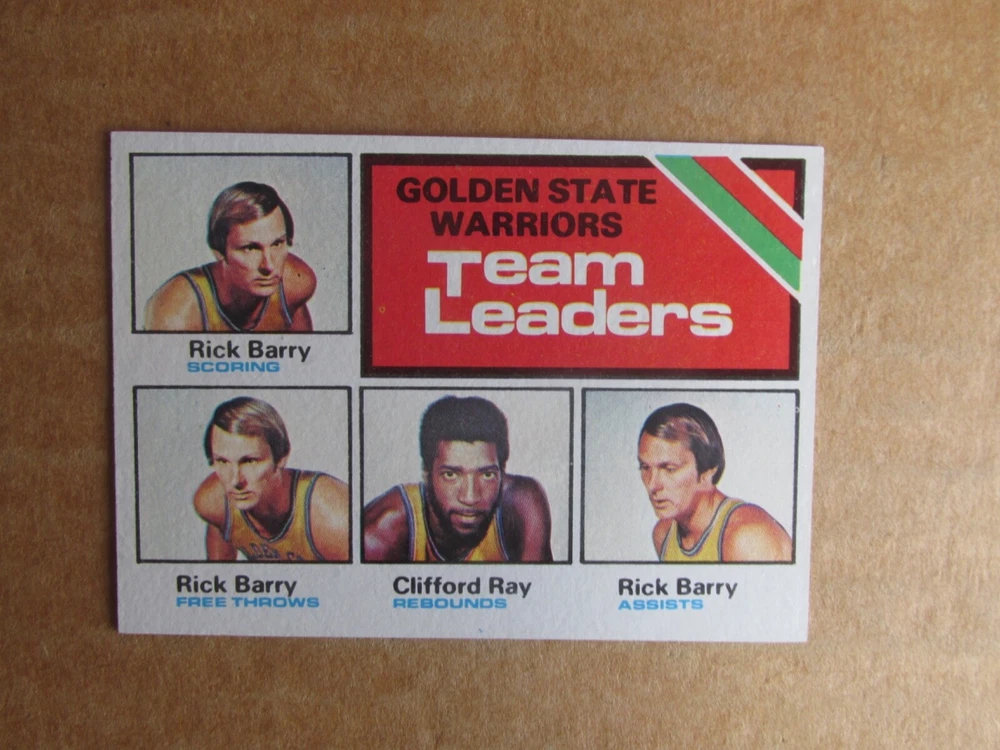 GOLDEN STATE
WARRIORS
Team
Leaders
Rick Barry
SCORING
Rick Barry
FREE THROWS
Clifford Ray
REBOUNDS
Rick Barry
ASSISTS